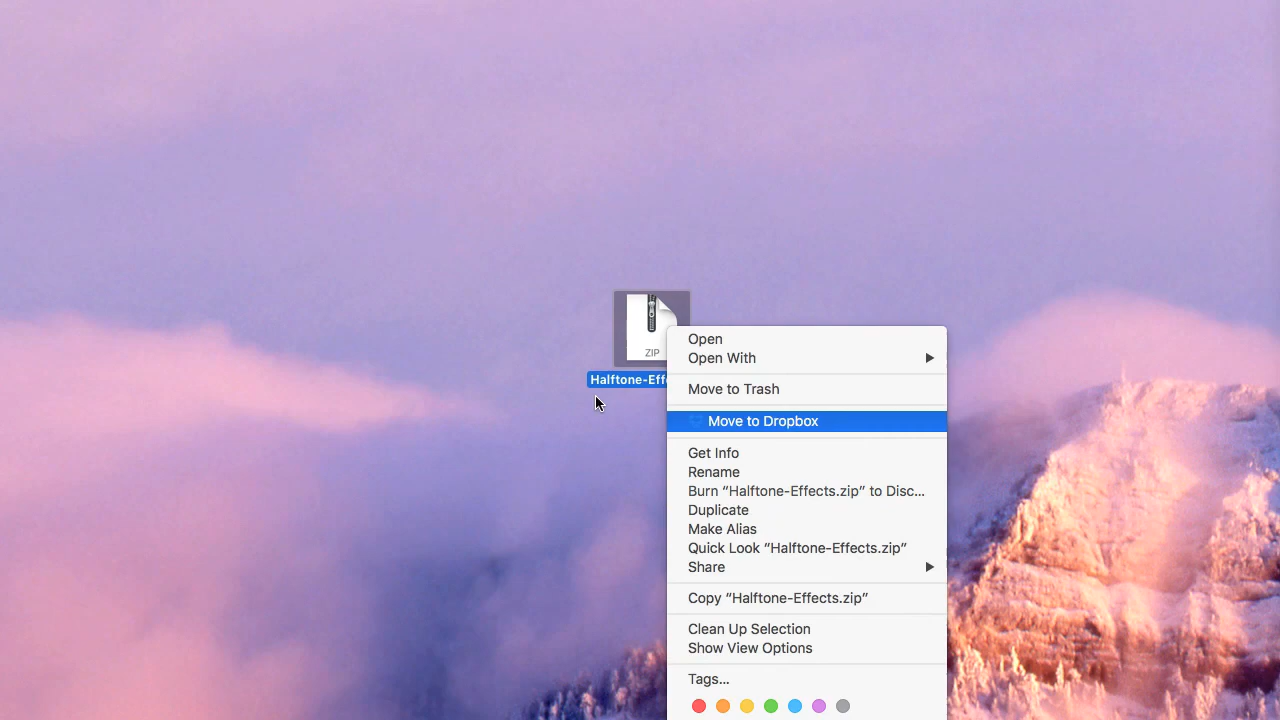 ZIP
Halftone-Eff
Open
Open With
Move to Trash
Move to Dropbox
Get Info
Rename
Burn “Halftone-Effects.zip” to Disc...
Duplicate
Make Alias
Quick Look “Halftone-Effects.zip”
Share
Copy “Halftone-Effects.zip”
Clean Up Selection
Show View Options
Tags...